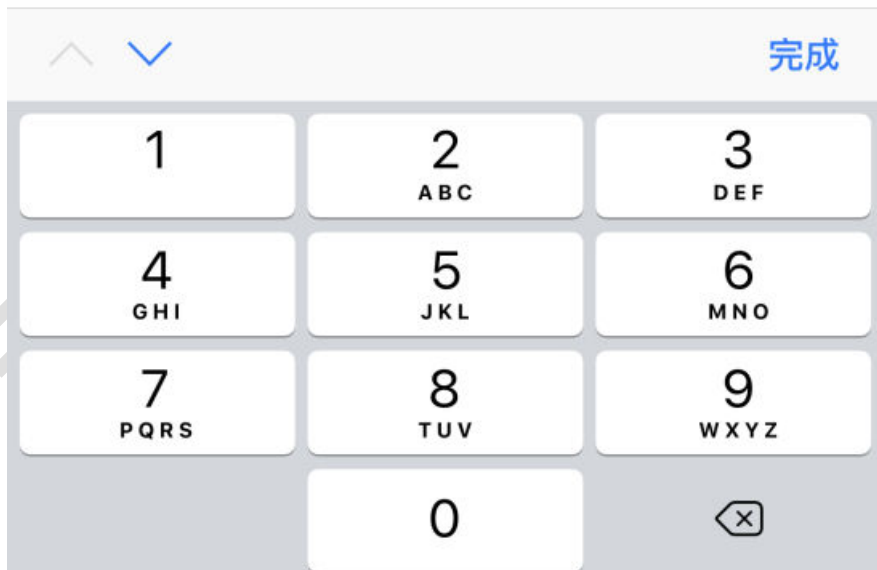 完成
1 2 3
ABC DEF
4 5 6
GHI JKL MNO
7 8 9
PQRS TUV WXYZ
0